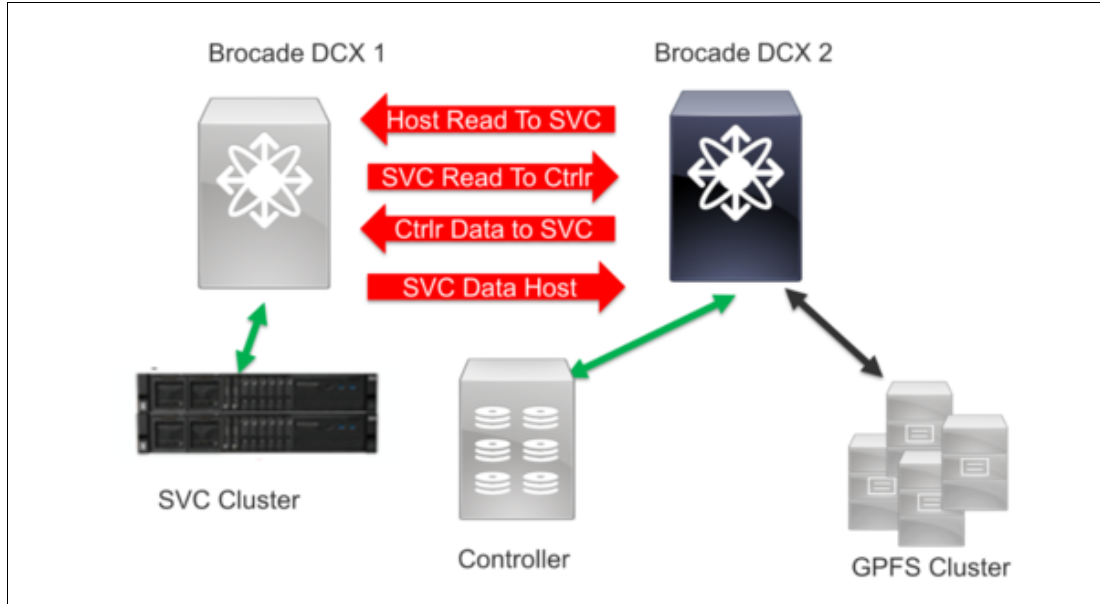 Brocade DCX 1
Brocade DCX 2
Host Read To SVC
SVC Read To Ctrlr
Ctrlr Data to SVC
SVC Data Host
SVC Cluster
Controller
GPFS Cluster